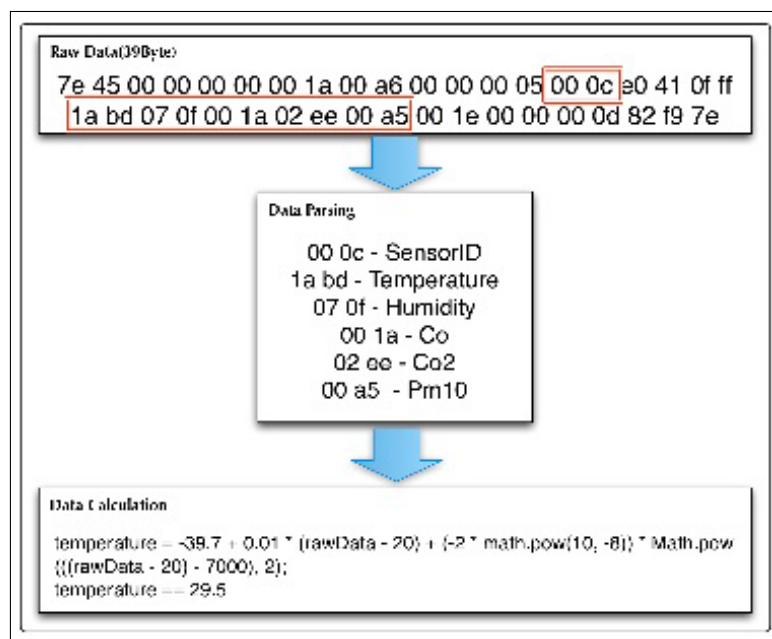 Raw Data(39Byte)
7e 45 00 00 00 00 00 1a 00 a6 00 00 00 05 00 0c e0 41 0f ff
1a bd 07 0f 00 1a 02 ee 00 a5 00 1e 00 00 00 0d 82 f9 7e
Data Parsing
00 0c - SensorID
1a bd - Temperature
07 0f - Humidity
00 1a - Co
02 ee - Co2
00 a5 - Pm10
Data Calculation
temperature = -39.7 + 0.01 * (rawData - 20) + (-2 * math.pow(10, -8)) * Math.pow
(((rawData - 20) - 7000), 2);
temperature == 29.5